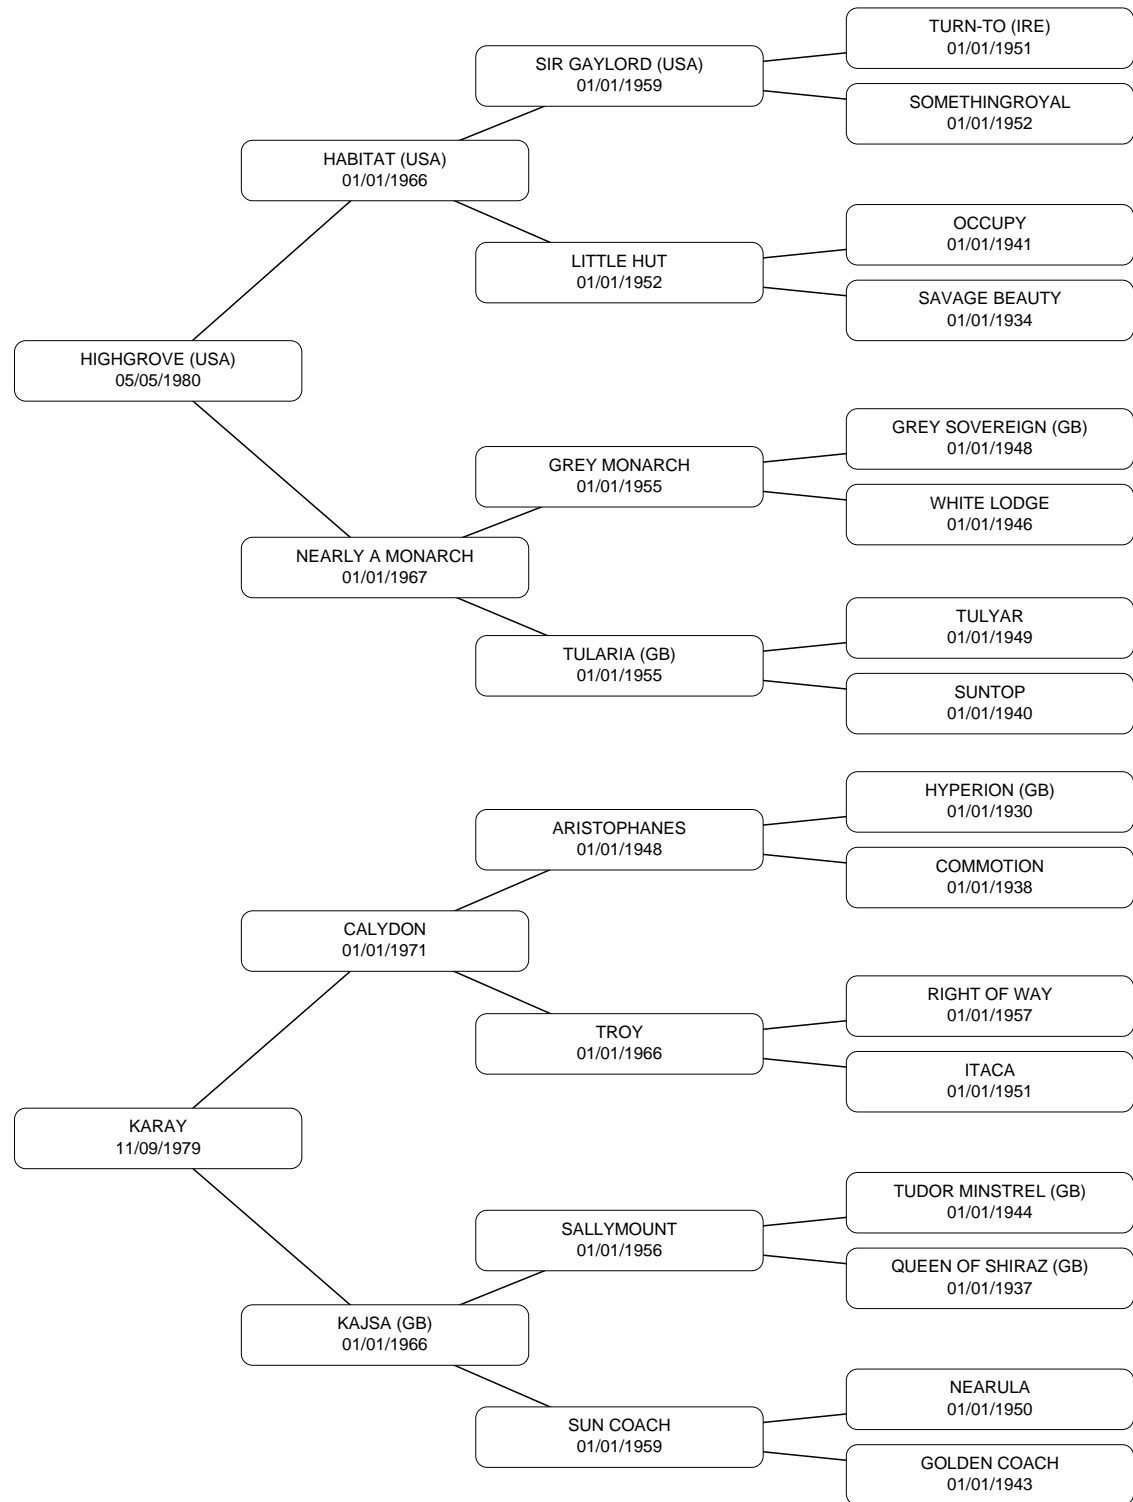 TURN-TO (IRE)
01/01/1951
SIR GAYLORD (USA)
01/01/1959
SOMETHINGROYAL
01/01/1952
HABITAT (USA)
01/01/1966
OCCUPY
01/01/1941
LITTLE HUT
01/01/1952
SAVAGE BEAUTY
01/01/1934
HIGHGROVE (USA)
05/05/1980
GREY SOVEREIGN (GB)
01/01/1948
GREY MONARCH
01/01/1955
WHITE LODGE
01/01/1946
NEARLY A MONARCH
01/01/1967
TULYAR
01/01/1949
TULARIA (GB)
01/01/1955
SUNTOP
01/01/1940
HYPERION (GB)
01/01/1930
ARISTOPHANES
01/01/1948
COMMOTION
01/01/1938
CALYDON
01/01/1971
RIGHT OF WAY
01/01/1957
TROY
01/01/1966
ITACA
01/01/1951
KARAY
11/09/1979
TUDOR MINSTREL (GB)
01/01/1944
SALLYMOUNT
01/01/1956
QUEEN OF SHIRAZ (GB)
01/01/1937
KAJSA (GB)
01/01/1966
NEARULA
01/01/1950
SUN COACH
01/01/1959
GOLDEN COACH
01/01/1943